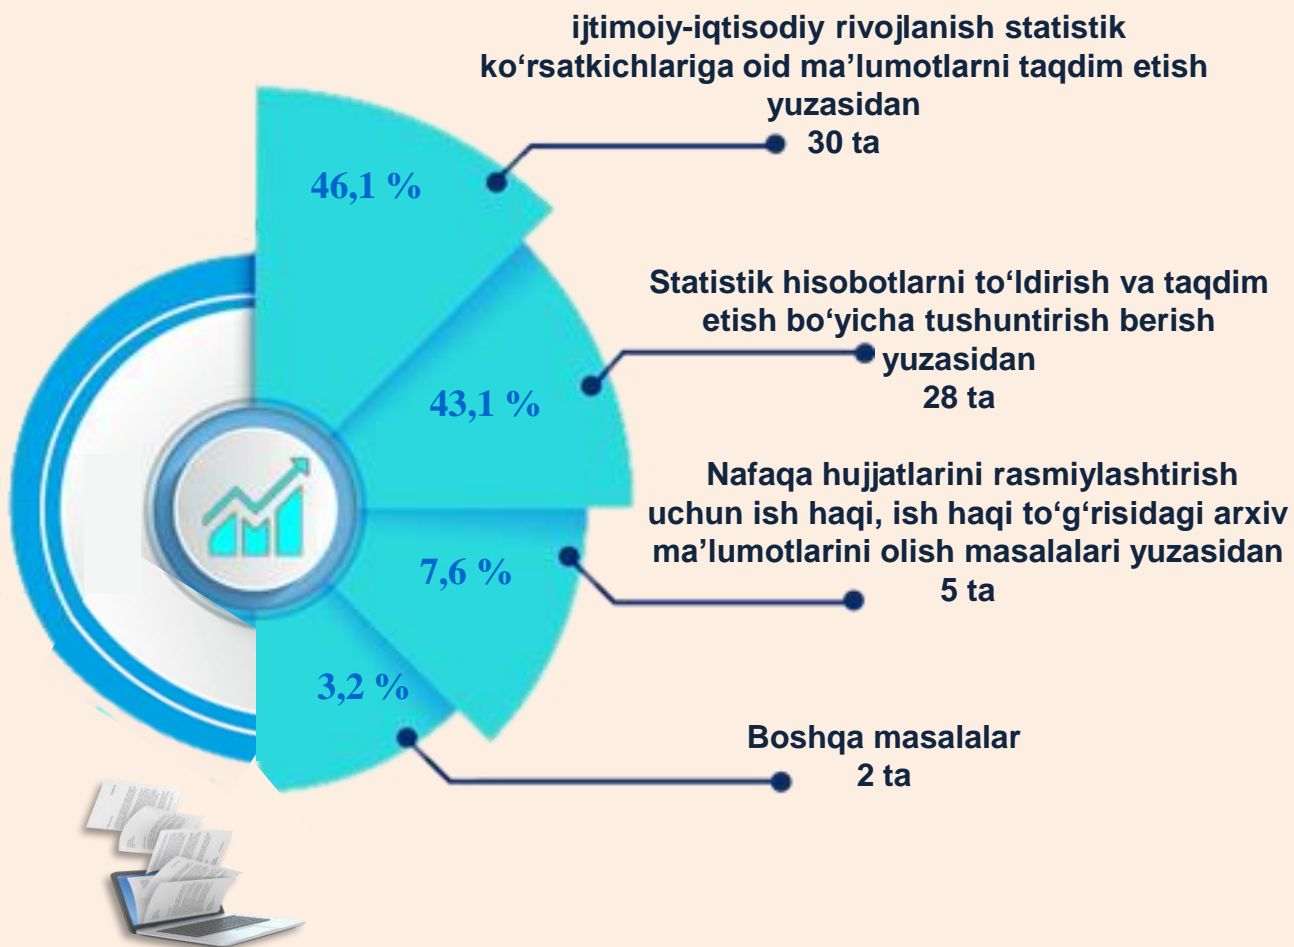 ijtimoiy-iqtisodiy rivojlanish statistik
ko‘rsatkichlariga oid ma’lumotlarni taqdim etish
yuzasidan
30 ta
46,1 %
Statistik hisobotlarni to‘ldirish va taqdim
etish bo‘yicha tushuntirish berish
yuzasidan
28 ta
43,1 %
Nafaqa hujjatlarini rasmiylashtirish
uchun ish haqi, ish haqi to‘g‘risidagi arxiv
ma’lumotlarini olish masalalari yuzasidan
5 ta
7,6 %
3,2 %
Boshqa masalalar
2 ta